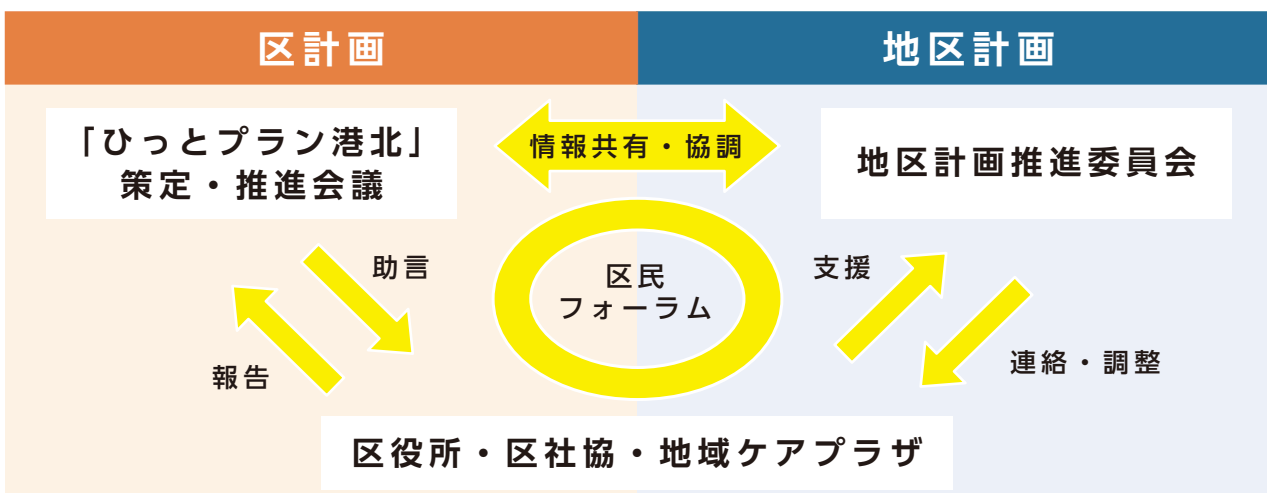 区計画
地区計画
「ひっとプラン港北」
策定・推進会議
情報共有・協調
地区計画推進委員会
助言
報告
区民
フォーラム
支援
連絡・調整
区役所・区社協・地域ケアプラザ